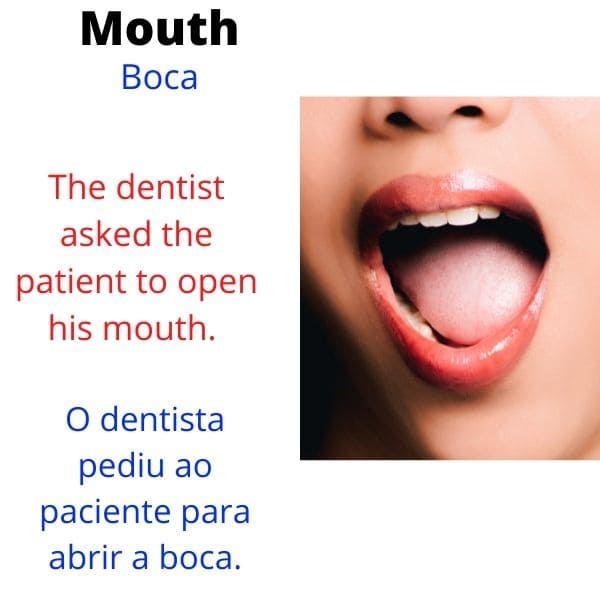 Mouth
Boca
The dentist
asked the
patient to open
his mouth.
O dentista
pediu ao
paciente para
abrir a boca.